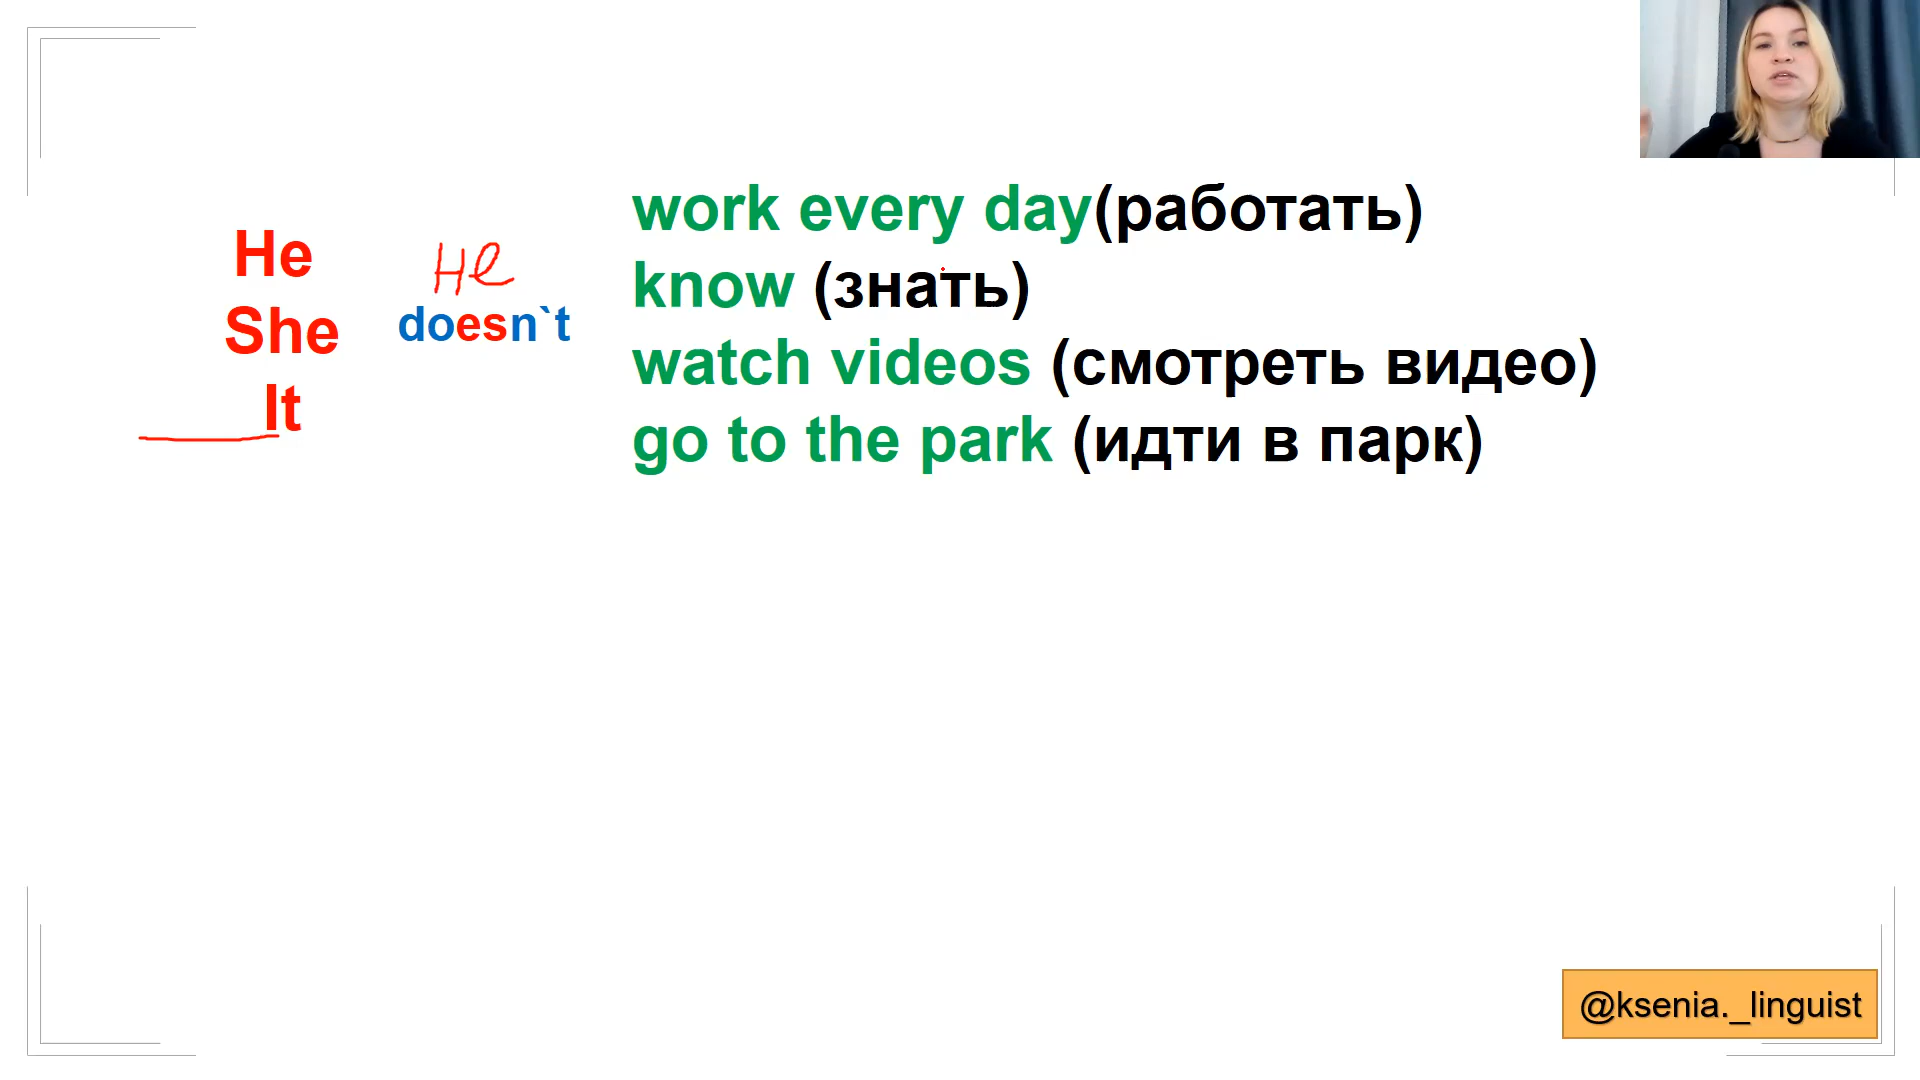 He
She
It
не
doesn`t
work every day(работать)
know (знать)
watch videos (смотреть видео)
go to the park (идти в парк)
@ksenia._linguist